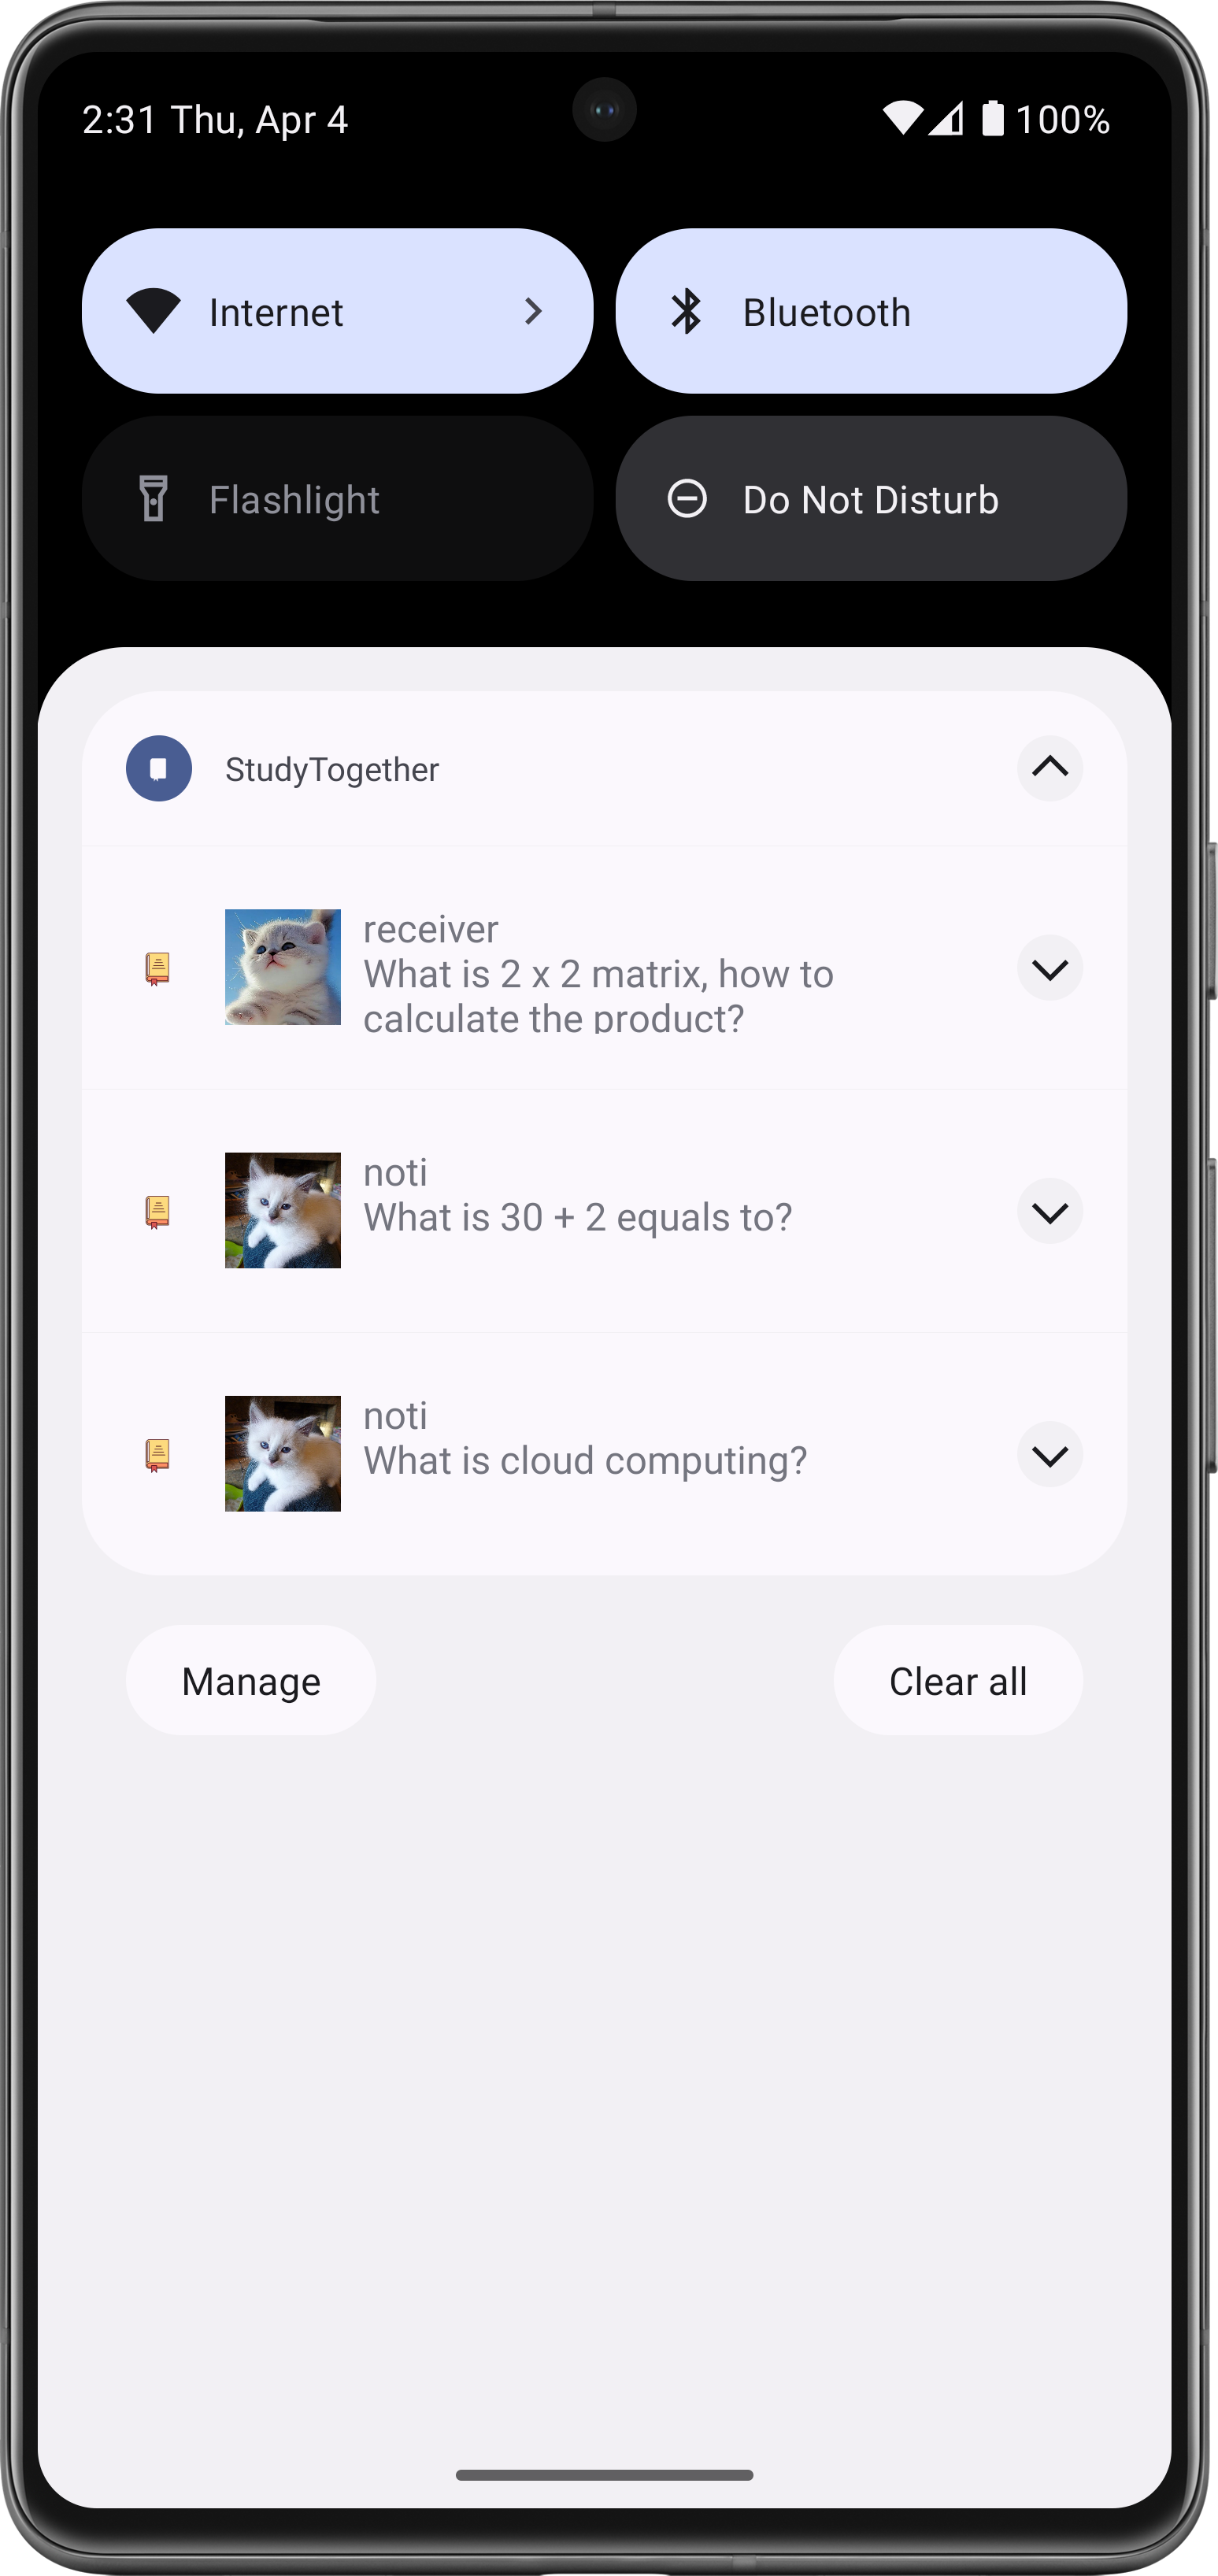 2:31 Thu, Apr 4
100%
Internet
Bluetooth
Flashlight
Do Not Disturb
StudyTogether
receiver
What is 2 x 2 matrix, how to
calculate the product?
noti
What is 30 + 2 equals to?
noti
What is cloud computing?
Manage
Clear all